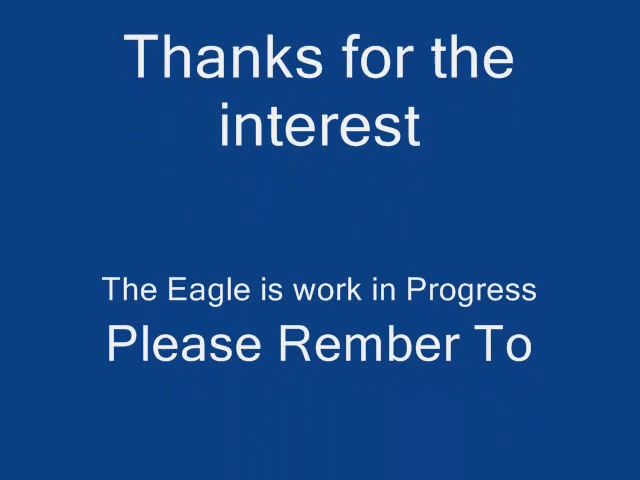 Thanks for the
interest
The Eagle is work in Progress
Please Rember To